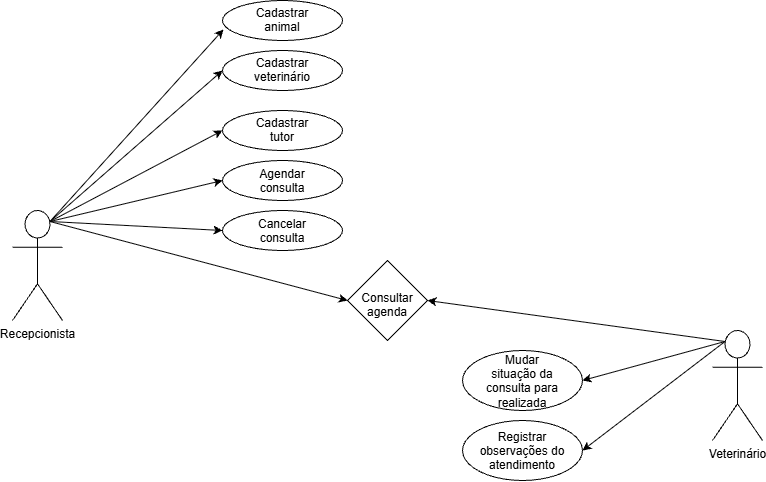 Cadastrar
animal
Cadastrar
veterinário
Cadastrar
tutor
Agendar
consulta
Cancelar
consulta
Consultar
agenda
Recepcionista
Mudar
situação da
consulta para
realizada
Registrar
observações do
atendimento
Veterinário